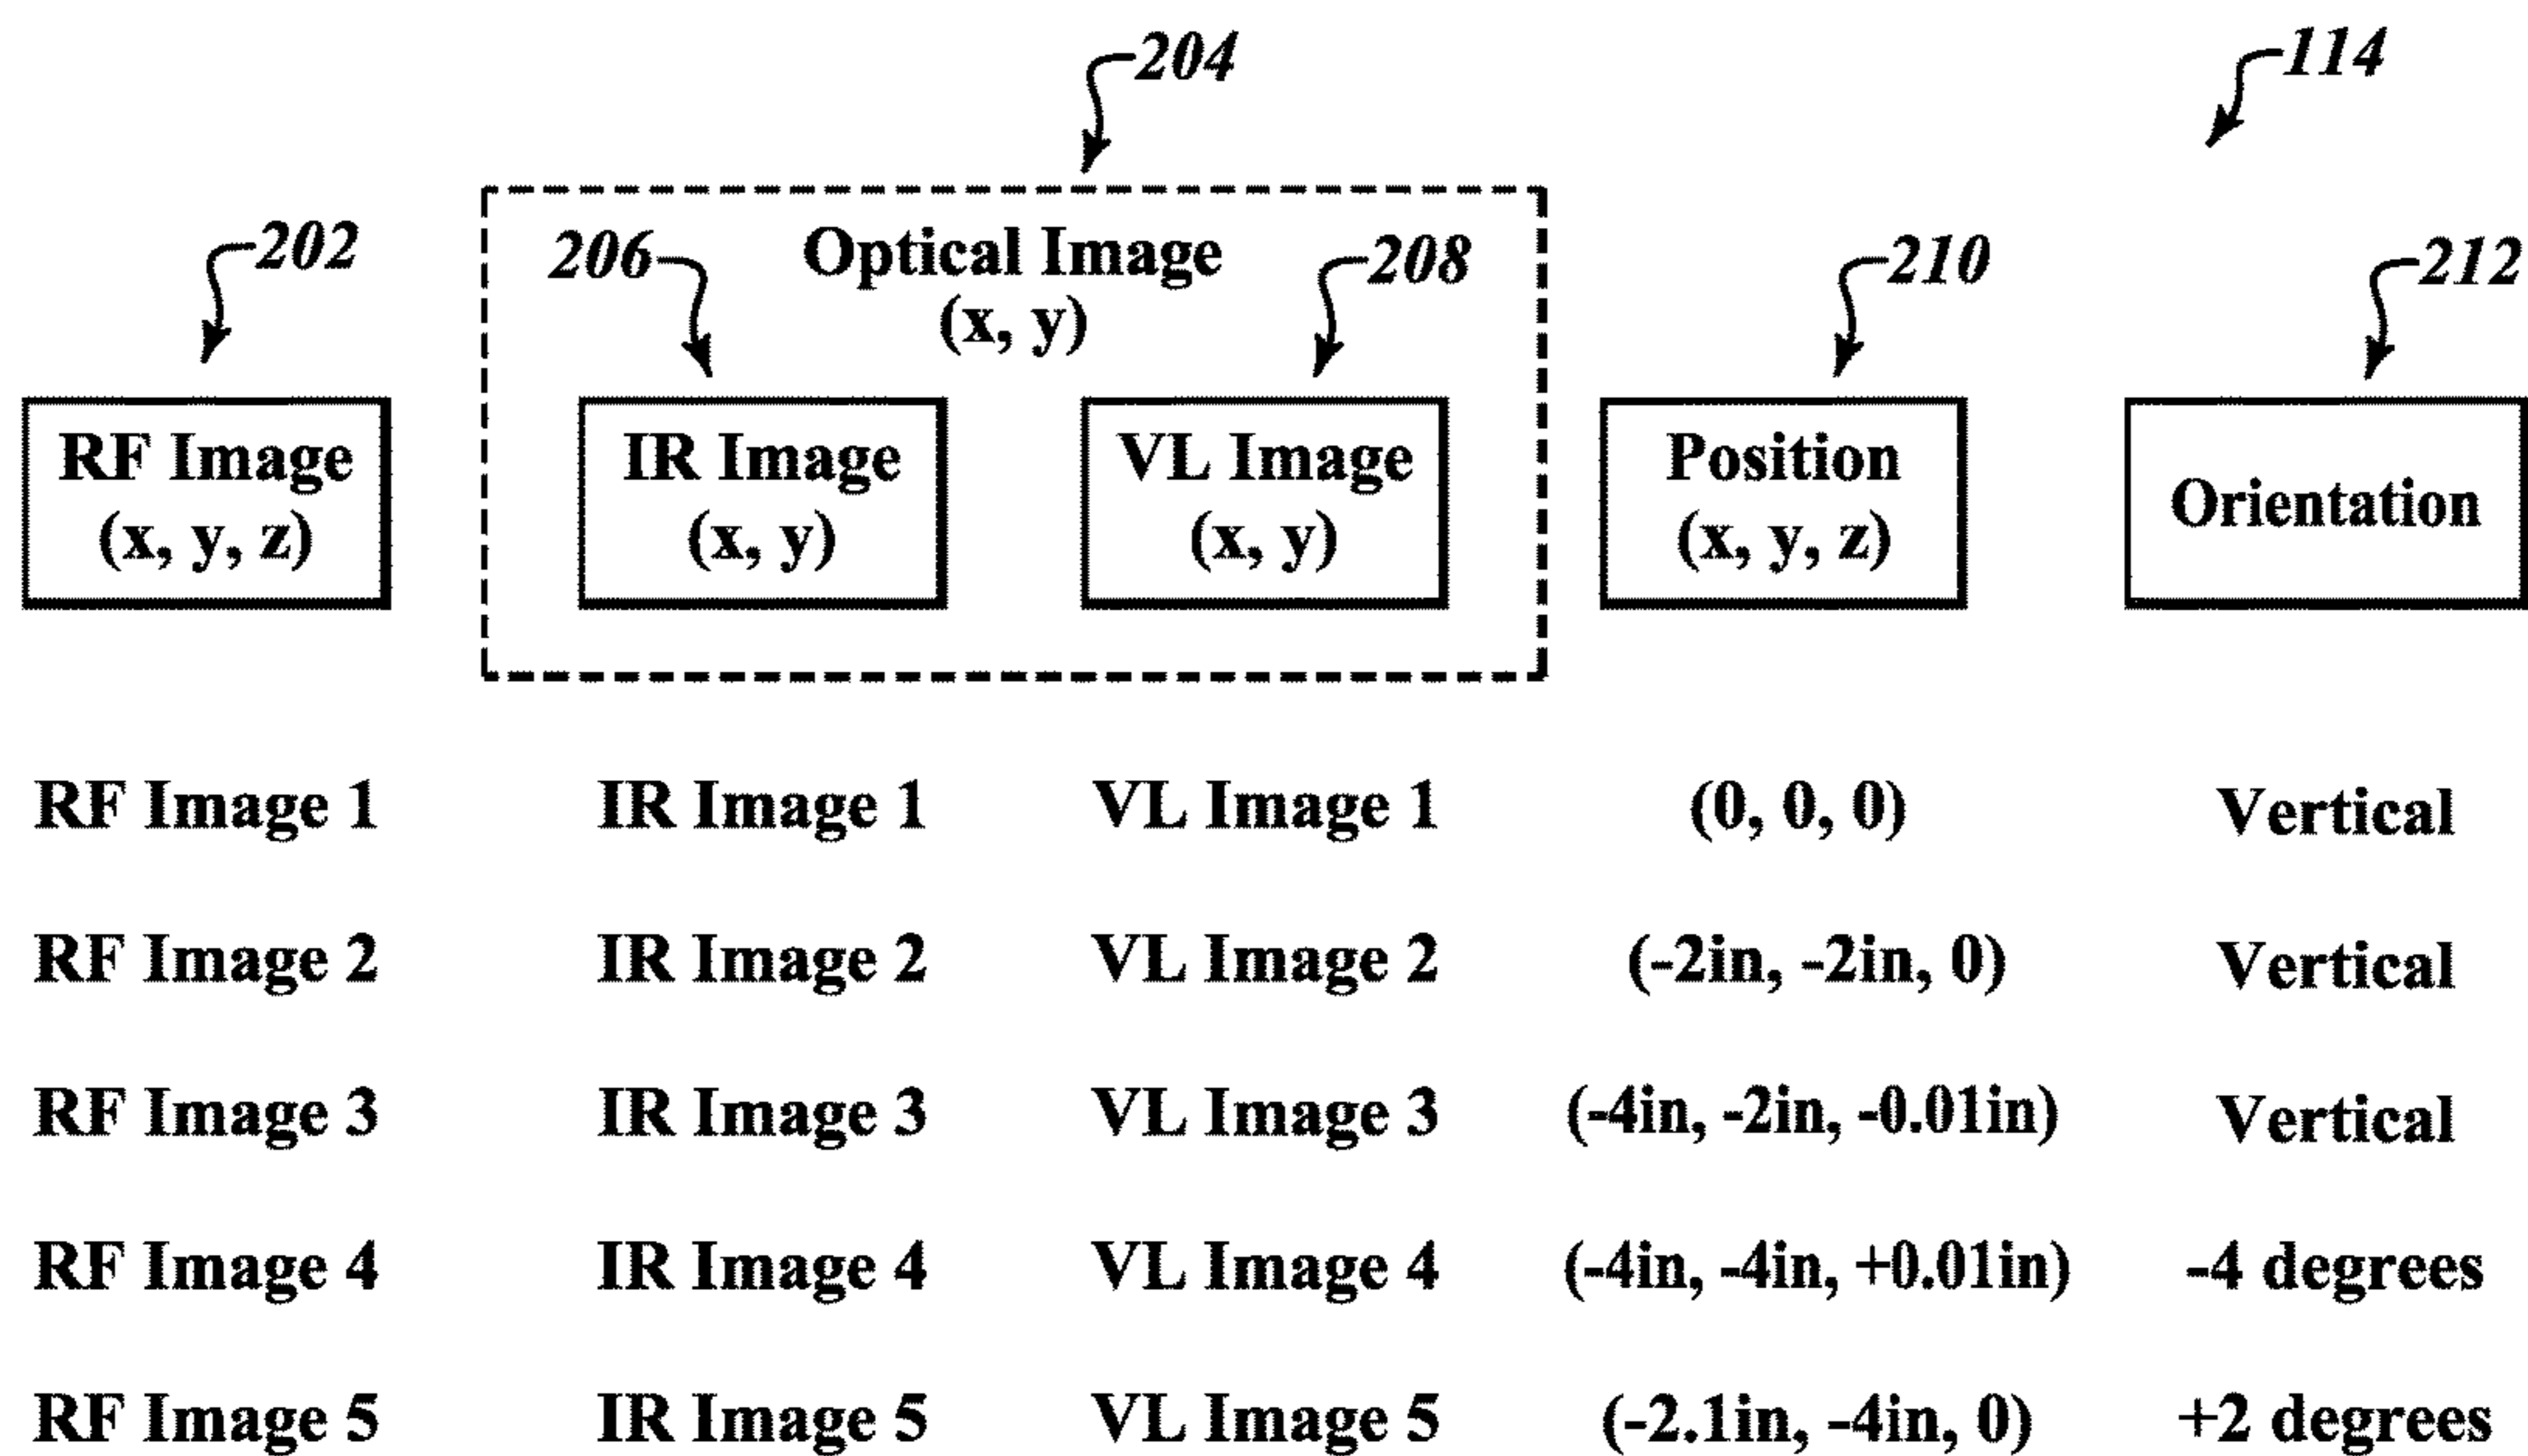 204
114
202
206
Optical Image
(x, y)
208
210
212
RF Image
(x, y, z)
IR Image
(x, y)
VL Image
(x, y)
Position
(x, y, z)
Orientation
RF Image 1 IR Image 1 VL Image 1 (0, 0, 0) Vertical
RF Image 2 IR Image 2 VL Image 2 (-2in, -2in, 0) Vertical
RF Image 3 IR Image 3 VL Image 3 (-4in, -2in, -0.01in) Vertical
RF Image 4 IR Image 4 VL Image 4 (-4in, -4in, +0.01in) -4 degrees
RF Image 5 IR Image 5 VL Image 5 (-2.1in, -4in, 0) +2 degrees